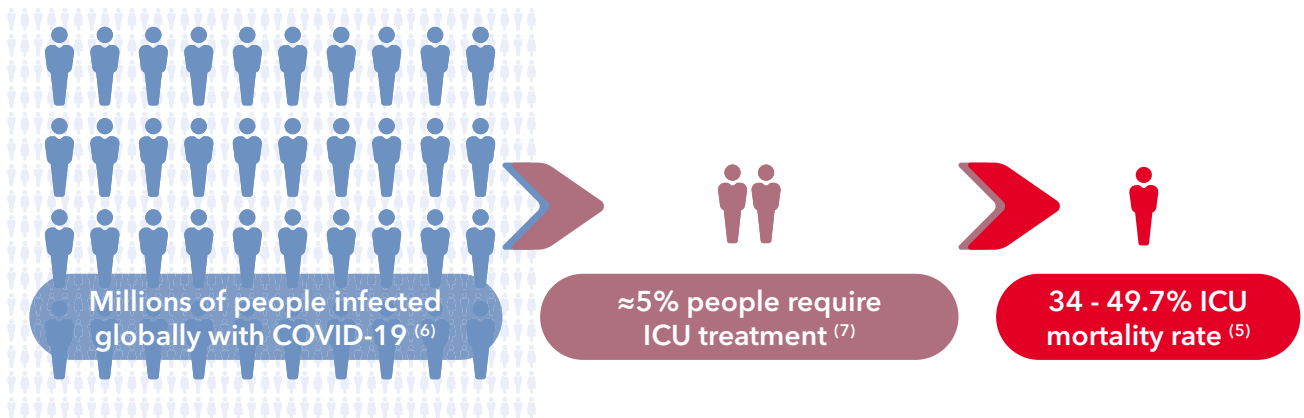 Millions of people infected
globally with COVID-19 (6)
≈5% people require
ICU treatment (7)
34 - 49.7% ICU
mortality rate (5)